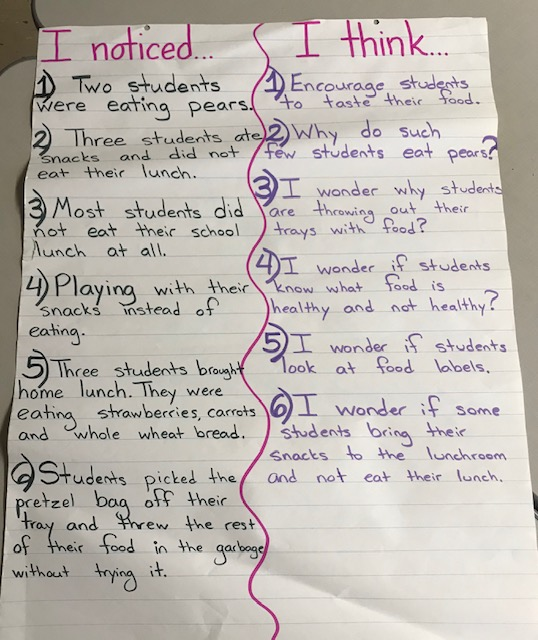 I noticed...
1) Two students
were eating pears.
2) Three students ate
snacks and did not
eat their lunch.
3) Most students did
not eat their school
lunch at all.
4) Playing with their
snacks instead of
eating.
5) Three students brought
home lunch. They were
eating strawberries, carrots
and whole wheat bread.
6) Students picked the
pretzel bag off their
tray and threw the rest
of their food in the garbage
without trying it.
I think...
1) Encourage students
to taste their food.
2) Why do such
few students eat pears?
3) I wonder why students
are throwing out their
trays with food?
4) I wonder if students
know what food is
healthy and not healthy?
5) I wonder if students
look at food labels.
6) I wonder if some
students bring their
snacks to the lunchroom
and not eat their lunch.